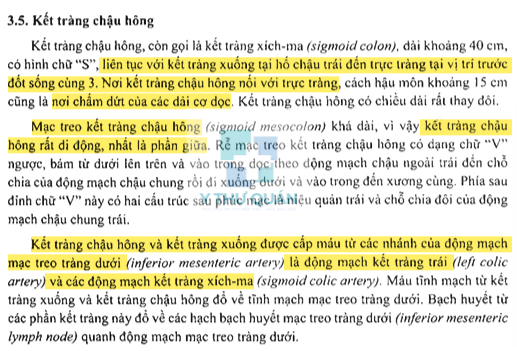 3.5. Kết tràng chậu hông
Kết tràng chậu hông, còn gọi là kết tràng xích-ma (sigmoid colon), dài khoảng 40 cm,
có hình chữ “S”, liên tục với kết tràng xuống tại hố chậu trái đến trực tràng tại vị trí trước
đốt sống cùng 3. Nơi kết tràng chậu hông nối với trực tràng, cách hậu môn khoảng 15 cm
cũng là nơi chấm dứt của các dải cơ dọc. Kết tràng chậu hông có chiều dài rất thay đổi.
Mạc treo kết tràng chậu hông (sigmoid mesocolon) khá dài, vì vậy kết tràng chậu
hông rất di động, nhất là phần giữa. Rễ mạc treo kết tràng chậu hông có dạng chữ “V”
ngược, bám từ dưới lên trên và vào trong dọc theo động mạch chậu ngoài trái đến chỗ
chia của động mạch chậu chung rồi đi xuống dưới và vào trong đến xương cùng. Phía sau
đỉnh chữ “V” này có hai cấu trúc sau phúc mạc là niệu quản trái và chỗ chia đôi của động
mạch chậu chung trái.
Kết tràng chậu hông và kết tràng xuống được cấp máu từ các nhánh của động mạch
mạc treo tràng dưới (inferior mesenteric artery) là động mạch kết tràng trái (left colic
artery) và các động mạch kết tràng xích-ma (sigmoid colic artery). Máu tĩnh mạch từ kết
tràng xuống và kết tràng chậu hông đổ về tĩnh mạch mạc treo tràng dưới. Bạch huyết từ
các phần kết tràng này đổ về các hạch bạch huyết mạc treo tràng dưới (inferior mesenteric
lymph node) quanh động mạch mạc treo tràng dưới.